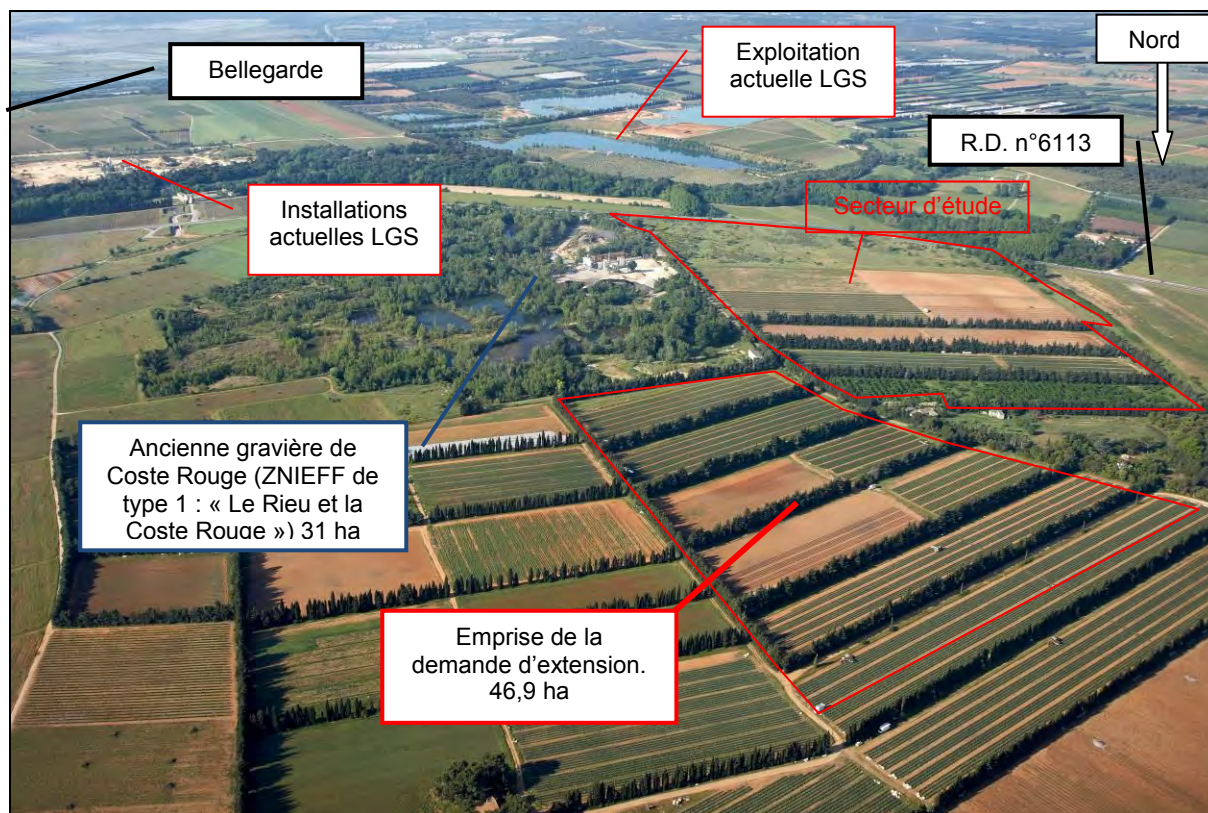 Bellegarde
Exploitation
actuelle LGS
Nord
R.D. n°6113
Secteur d'étude
Installations
actuelles LGS
Ancienne gravière de
Coste Rouge (ZNIEFF de
type 1 : « Le Rieu et la
Coste Rouge ») 31 ha
Emprise de la
demande d'extension.
46,9 ha